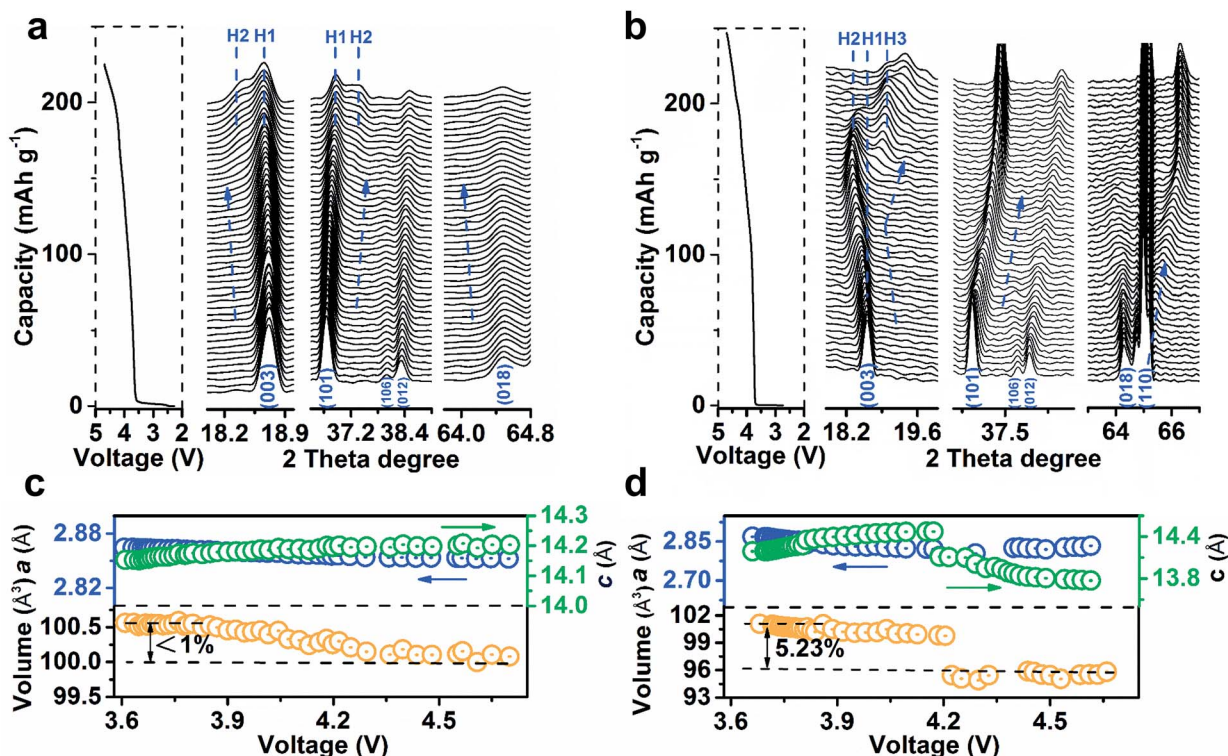 a
H2 H1 H1 H2
200
100
0
Capacity (mAh g⁻¹)
(003) (101) (106) (012) (018)
5 4 3 2 18.2 18.9 37.2 38.4 64.0 64.8
Voltage (V) 2 Theta degree
b
H2 H1 H3
200
100
0
Capacity (mAh g⁻¹)
(003) (101) (106) (012) (018) (110)
5 4 3 2 18.2 19.6 37.5 64 66
Voltage (V) 2 Theta degree
c
2.88
2.82
a (Å)
14.3
14.2
14.1
14.0
c (Å)
100.5
100.0
99.5
Volume (Å³)
<1%
3.6 3.9 4.2 4.5
Voltage (V)
d
2.85
2.70
a (Å)
14.4
13.8
c (Å)
102
99
96
93
Volume (Å³)
5.23%
3.6 3.9 4.2 4.5
Voltage (V)